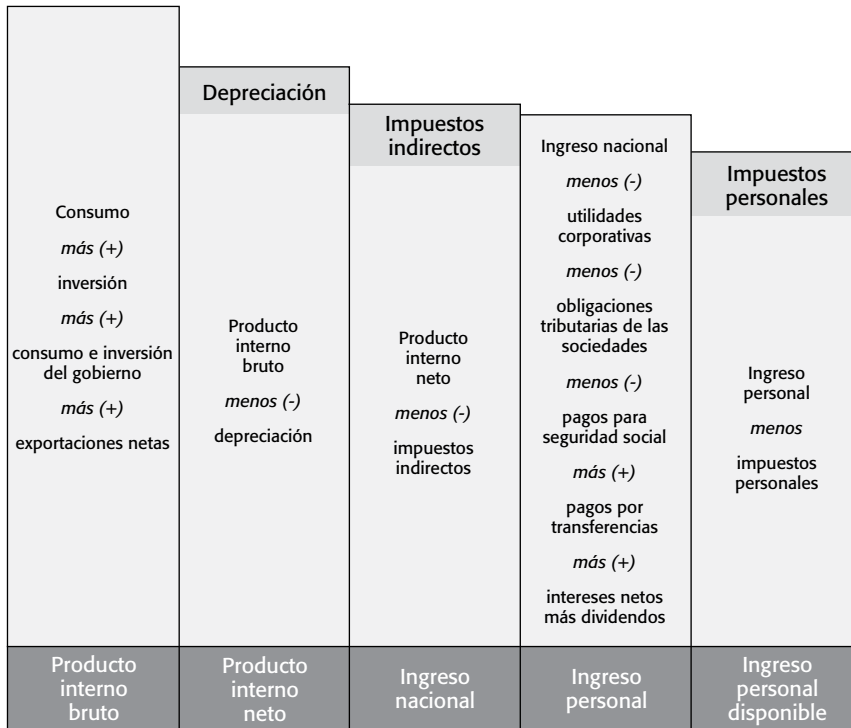 Consumo
más (+)
inversión
más (+)
consumo e inversión
del gobierno
más (+)
exportaciones netas
Producto
interno
bruto
Depreciación
Producto
interno
bruto
menos (-)
depreciación
Producto
interno
neto
Impuestos
indirectos
Producto
interno
neto
menos (-)
impuestos
indirectos
Ingreso
nacional
Ingreso nacional
menos (-)
utilidades
corporativas
menos (-)
obligaciones
tributarias de las
sociedades
menos (-)
pagos para
seguridad social
más (+)
pagos por
transferencias
más (+)
intereses netos
más dividendos
Ingreso
personal
Impuestos
personales
Ingreso
personal
menos
impuestos
personales
Ingreso
personal
disponible